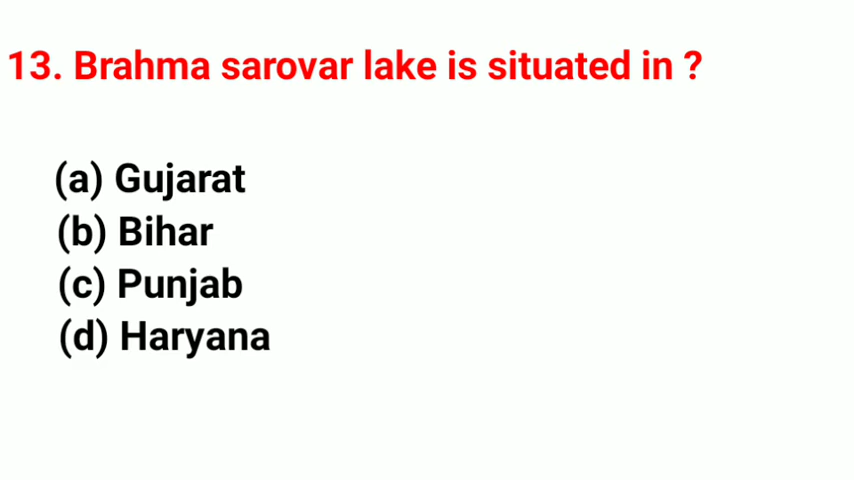 13. Brahma sarovar lake is situated in ?
(a) Gujarat
(b) Bihar
(c) Punjab
(d) Haryana